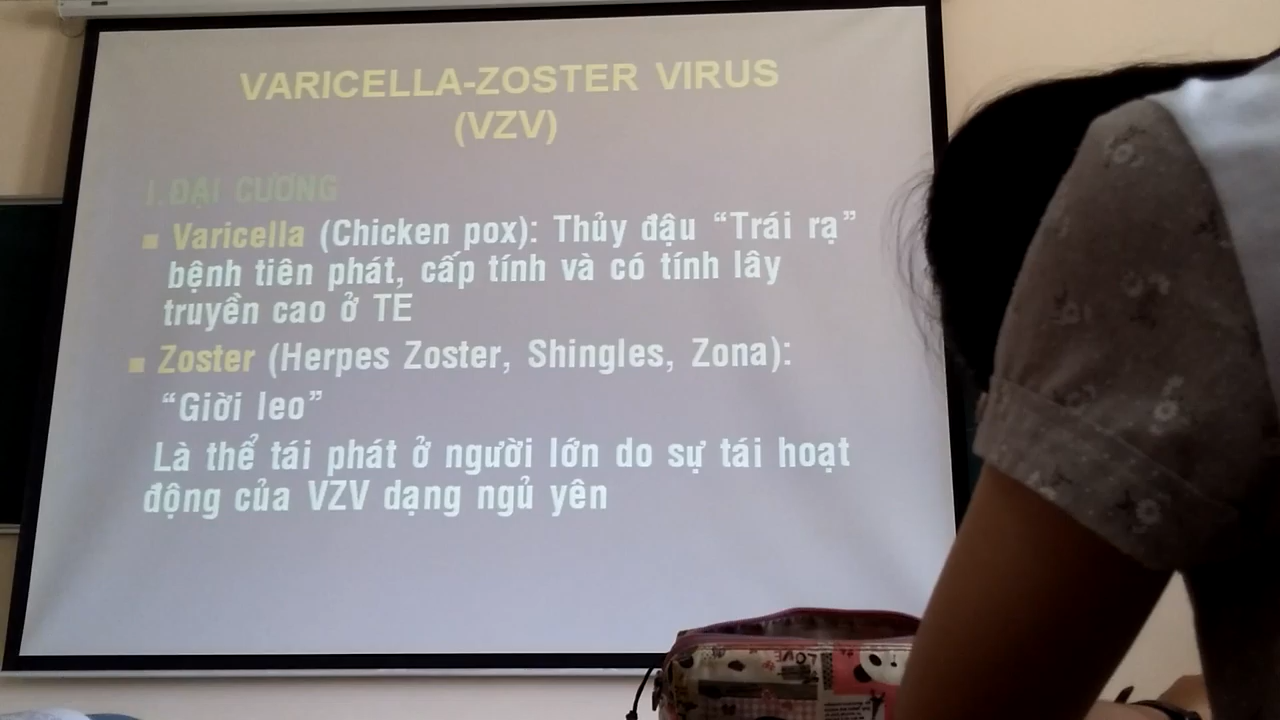 VARICELLA-ZOSTER VIRUS
(VZV)
I.ĐẠI CƯƠNG
▪ Varicella (Chicken pox): Thủy đậu “Trái rạ”
bệnh tiên phát, cấp tính và có tính lây
truyền cao ở TE
▪ Zoster (Herpes Zoster, Shingles, Zona):
“Giời leo”
Là thể tái phát ở người lớn do sự tái hoạt
động của VZV dạng ngủ yên
LOVE